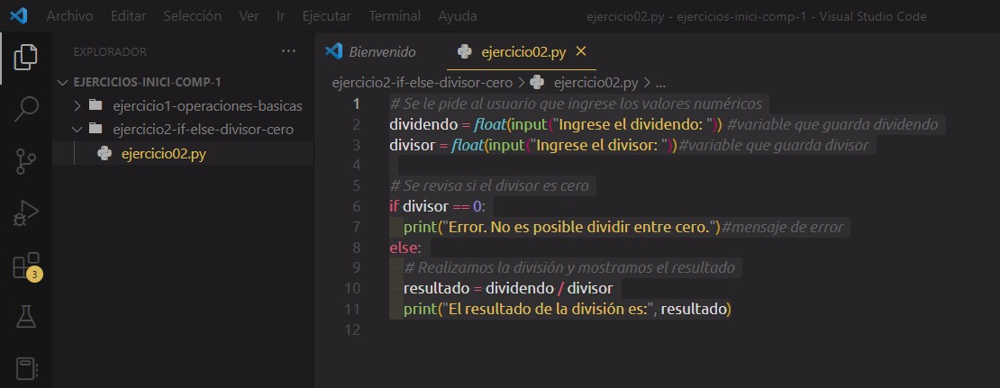 Archivo Editar Selección Ver Ir Ejecutar Terminal Ayuda ejercicio02.py - ejercicios-inici-comp-1 - Visual Studio Code
EXPLORADOR ···
EJERCICIOS-INICI-COMP-1
ejercicio1-operaciones-basicas
ejercicio2-if-else-divisor-cero
ejercicio02.py
3
Bienvenido ejercicio02.py ×
ejercicio2-if-else-divisor-cero > ejercicio02.py > ...
1 # Se le pide al usuario que ingrese los valores numéricos
2 dividendo = float(input("Ingrese el dividendo: ")) #variable que guarda dividendo
3 divisor = float(input("Ingrese el divisor: "))#variable que guarda divisor
4
5 # Se revisa si el divisor es cero
6 if divisor == 0:
7 print("Error. No es posible dividir entre cero.")#mensaje de error
8 else:
9 # Realizamos la división y mostramos el resultado
10 resultado = dividendo / divisor
11 print("El resultado de la división es:", resultado)
12